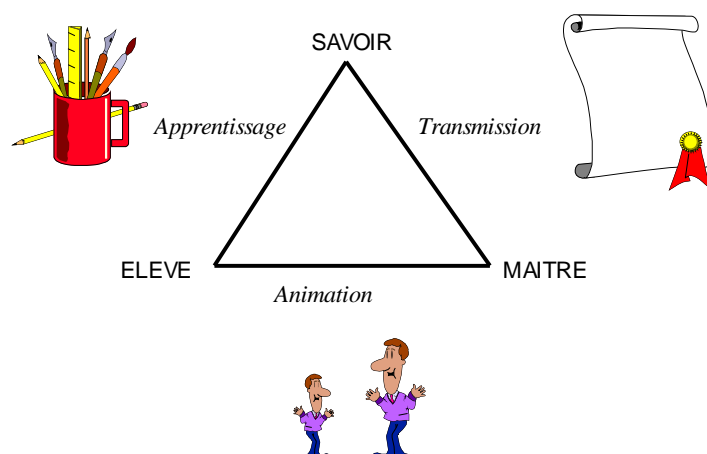 SAVOIR
Apprentissage
Transmission
ELEVE
MAITRE
Animation